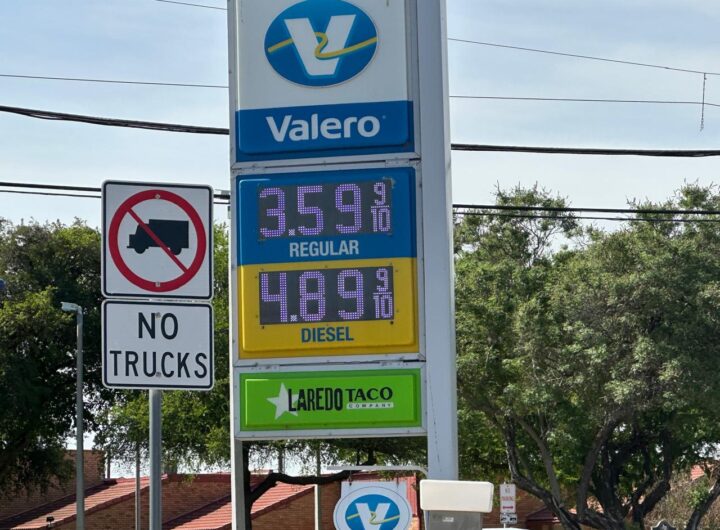 Valero
3.59 9/10
REGULAR
4.89 9/10
DIESEL
LAREDO TACO
COMPANY
NO
TRUCKS